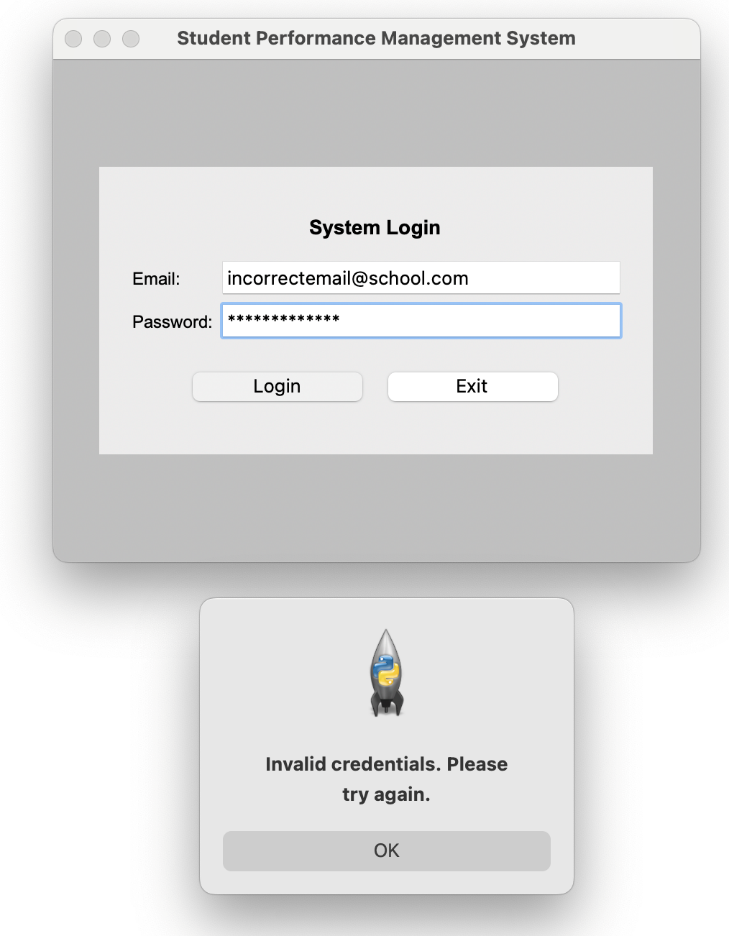 Student Performance Management System
System Login
Email: incorrectemail@school.com
Password: *************
Login Exit
Invalid credentials. Please
try again.
OK